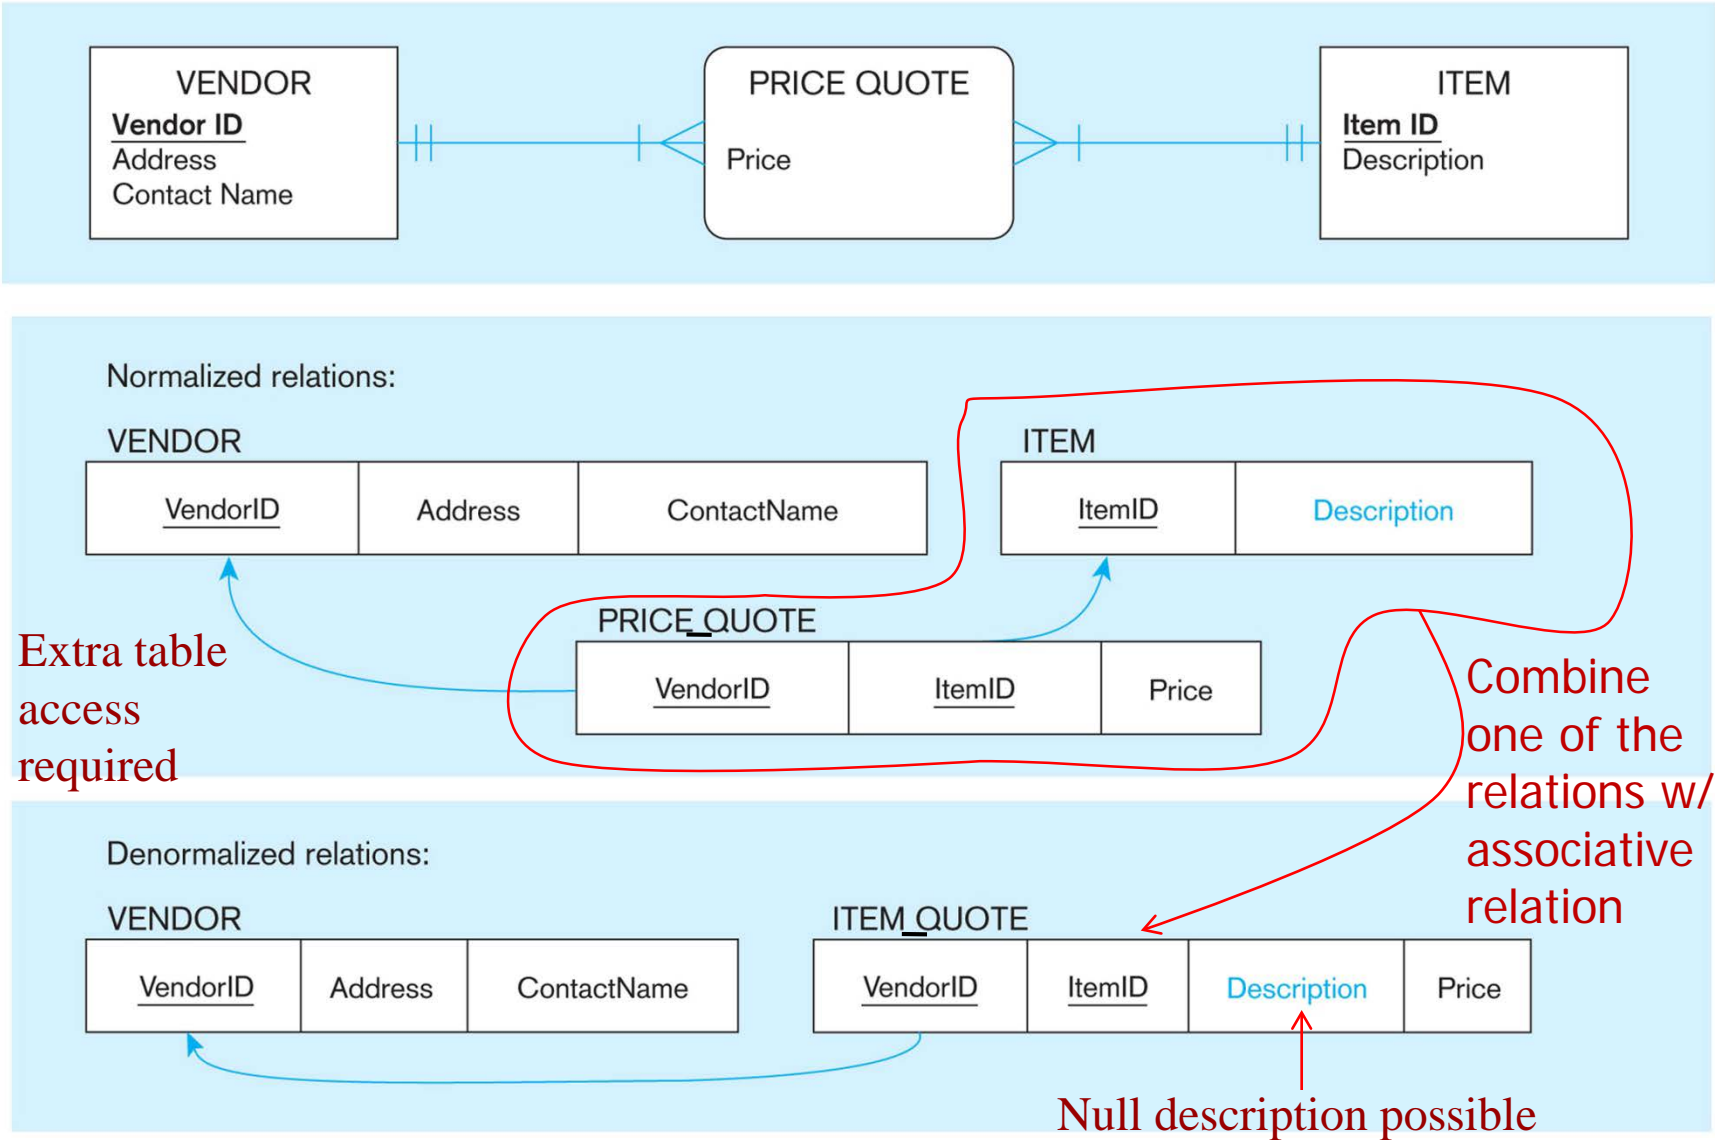 VENDOR
Vendor ID
Address
Contact Name
PRICE QUOTE
Price
ITEM
Item ID
Description
Normalized relations:
VENDOR
VendorID Address ContactName
ITEM
ItemID Description
PRICE_QUOTE
VendorID ItemID Price
Extra table
access
required
Combine
one of the
relations w/
associative
relation
Denormalized relations:
VENDOR
VendorID Address ContactName
ITEM_QUOTE
VendorID ItemID Description Price
Null description possible